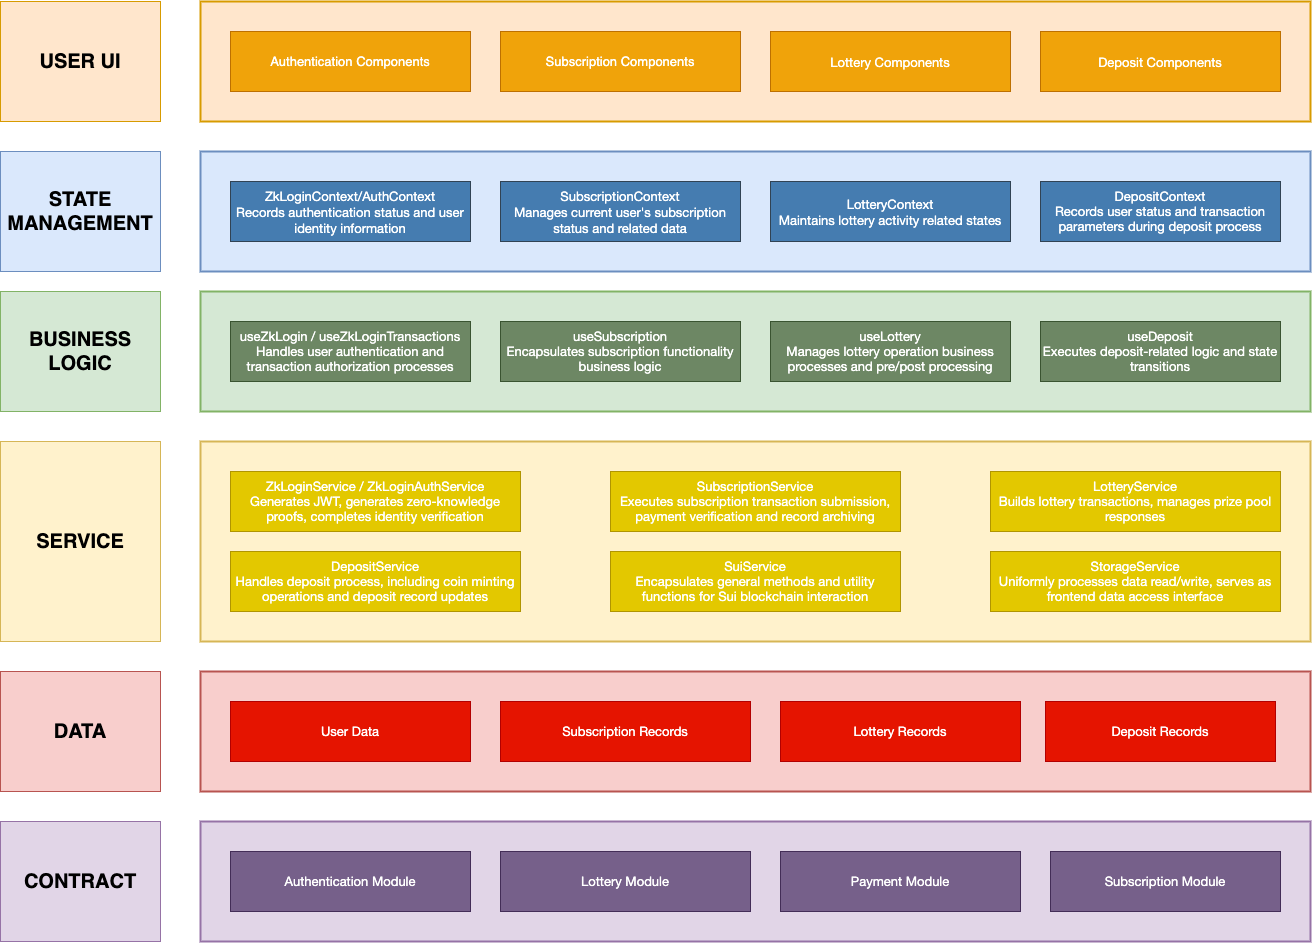 USER UI
Authentication Components
Subscription Components
Lottery Components
Deposit Components
STATE
MANAGEMENT
ZkLoginContext/AuthContext
Records authentication status and user
identity information
SubscriptionContext
Manages current user's subscription
status and related data
LotteryContext
Maintains lottery activity related states
DepositContext
Records user status and transaction
parameters during deposit process
BUSINESS
LOGIC
useZkLogin / useZkLoginTransactions
Handles user authentication and
transaction authorization processes
useSubscription
Encapsulates subscription functionality
business logic
useLottery
Manages lottery operation business
processes and pre/post processing
useDeposit
Executes deposit-related logic and state
transitions
SERVICE
ZkLoginService / ZkLoginAuthService
Generates JWT, generates zero-knowledge
proofs, completes identity verification
SubscriptionService
Executes subscription transaction submission,
payment verification and record archiving
LotteryService
Builds lottery transactions, manages prize pool
responses
DepositService
Handles deposit process, including coin minting
operations and deposit record updates
SuiService
Encapsulates general methods and utility
functions for Sui blockchain interaction
StorageService
Uniformly processes data read/write, serves as
frontend data access interface
DATA
User Data
Subscription Records
Lottery Records
Deposit Records
CONTRACT
Authentication Module
Lottery Module
Payment Module
Subscription Module